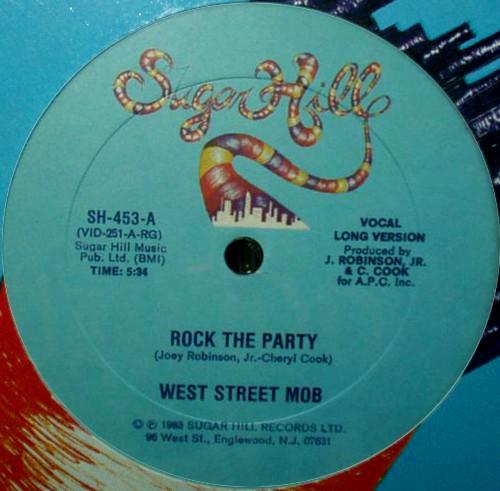 Sugar Hill
SH-453-A
(VID-251-A-RG)
Sugar Hill Music
Pub. Ltd. (BMI)
TIME: 5:34
VOCAL
LONG VERSION
Produced by
J. ROBINSON, JR.
& C. COOK
for A.P.C. Inc.
ROCK THE PARTY
(Joey Robinson, Jr.-Cheryl Cook)
WEST STREET MOB
© ℗ 1983 SUGAR HILL RECORDS LTD.
96 West St., Englewood, N.J. 07631